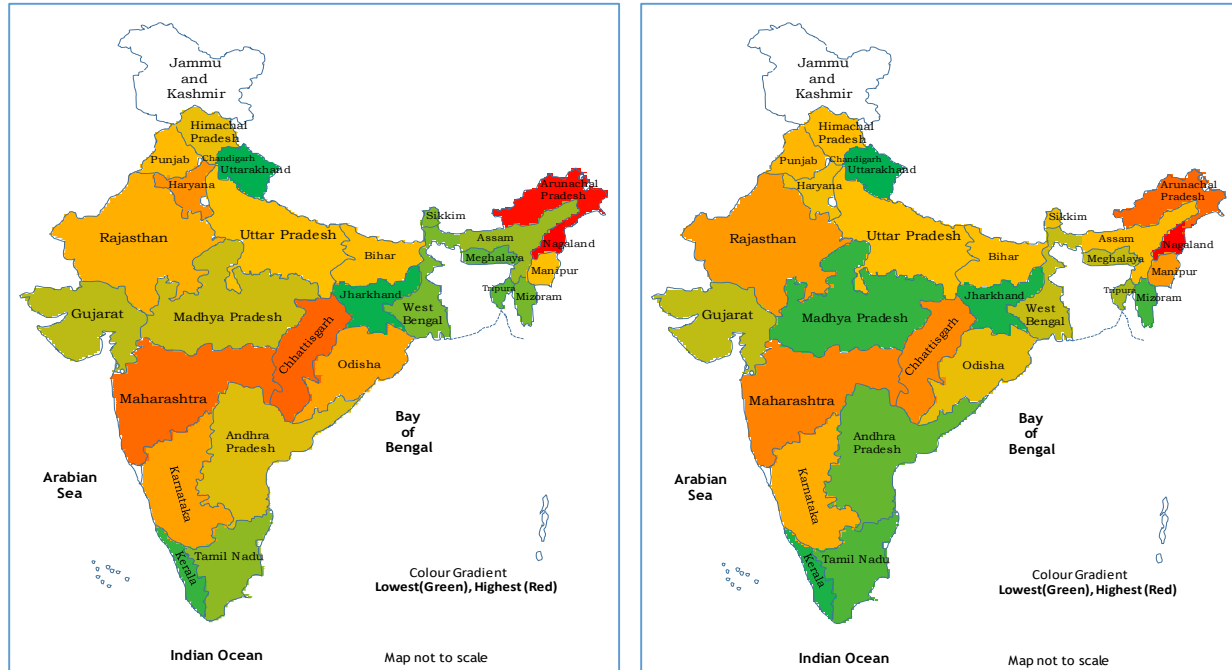 Jammu
and
Kashmir
Himachal
Pradesh
Punjab
Chandigarh
Uttarakhand
Haryana
Arunachal
Pradesh
Rajasthan
Uttar Pradesh
Sikkim
Assam
Nagaland
Bihar
Meghalaya
Manipur
Jharkhand
Tripura
Mizoram
West
Bengal
Gujarat
Madhya Pradesh
Chhattisgarh
Odisha
Maharashtra
Bay
of
Bengal
Andhra
Pradesh
Arabian
Sea
Karnataka
Kerala
Tamil Nadu
Colour Gradient
Lowest(Green), Highest (Red)
Indian Ocean
Map not to scale
Jammu
and
Kashmir
Himachal
Pradesh
Punjab
Chandigarh
Uttarakhand
Haryana
Arunachal
Pradesh
Rajasthan
Uttar Pradesh
Sikkim
Assam
Nagaland
Bihar
Meghalaya
Manipur
Jharkhand
Tripura
Mizoram
West
Bengal
Gujarat
Madhya Pradesh
Chhattisgarh
Odisha
Maharashtra
Bay
of
Bengal
Andhra
Pradesh
Arabian
Sea
Karnataka
Kerala
Tamil Nadu
Colour Gradient
Lowest(Green), Highest (Red)
Indian Ocean
Map not to scale